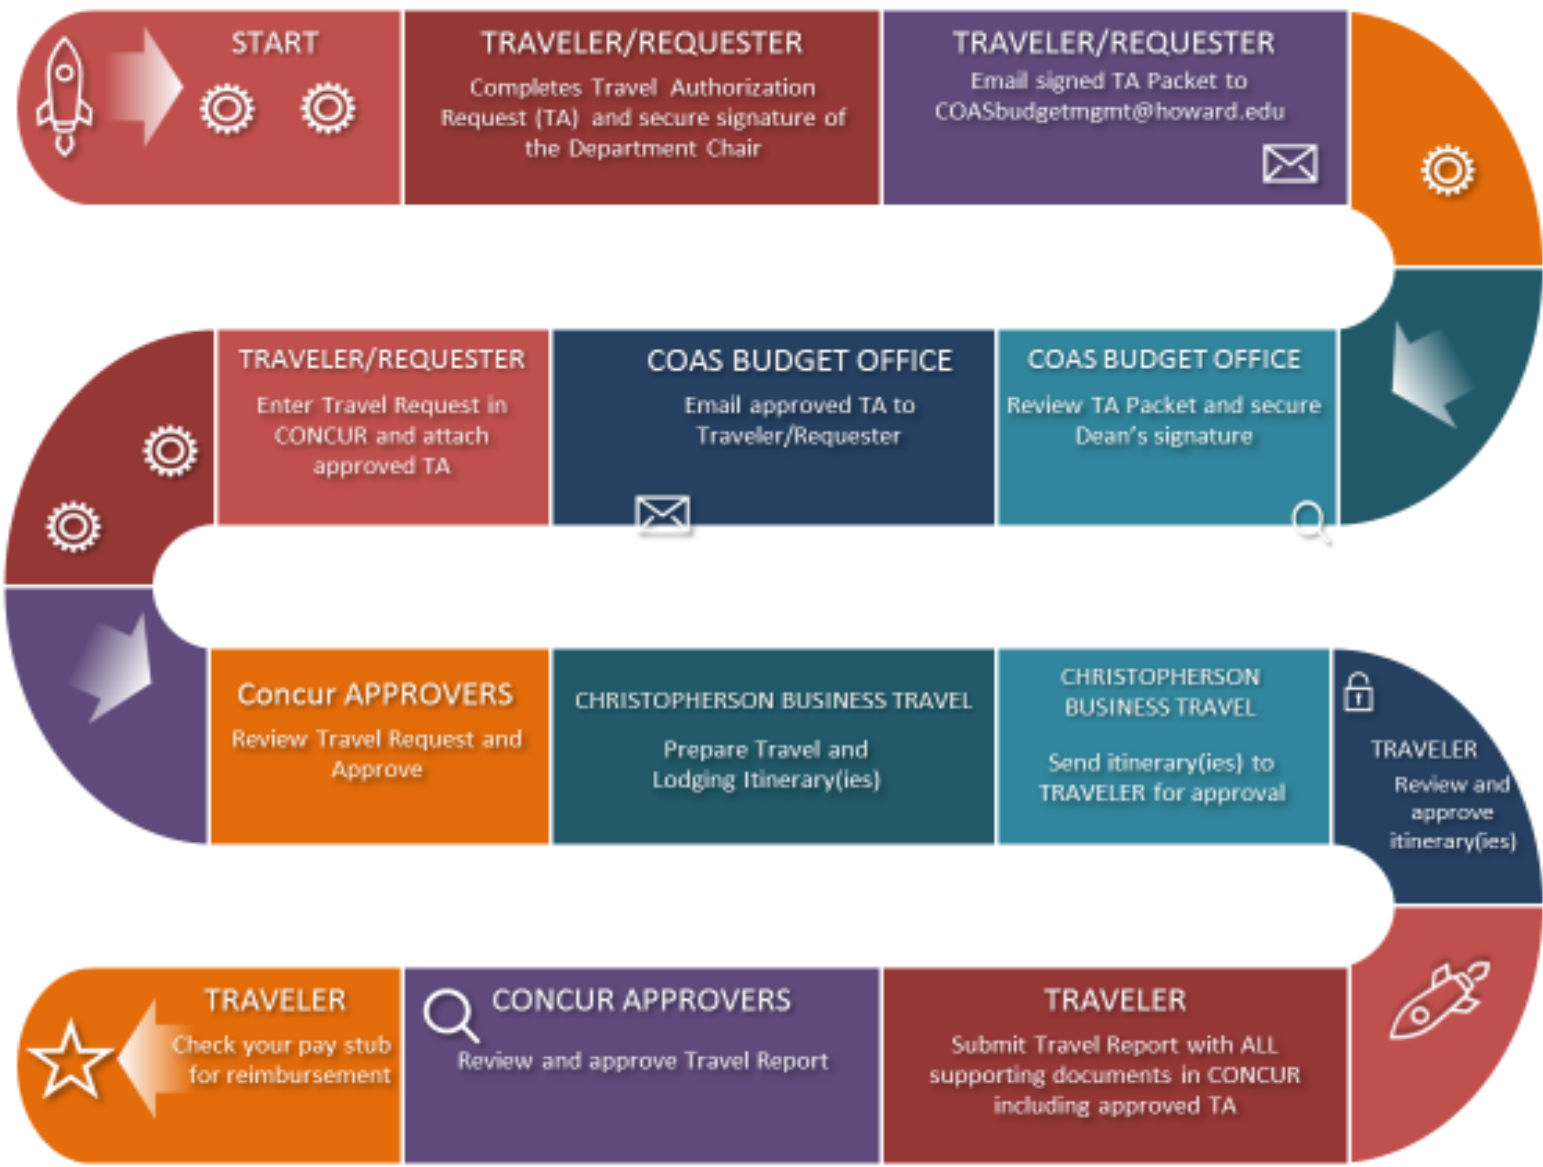 START
TRAVELER/REQUESTER
Completes Travel Authorization
Request (TA) and secure signature of
the Department Chair
TRAVELER/REQUESTER
Email signed TA Packet to
COASbudgetmgmt@howard.edu
COAS BUDGET OFFICE
Review TA Packet and secure
Dean's signature
COAS BUDGET OFFICE
Email approved TA to
Traveler/Requester
TRAVELER/REQUESTER
Enter Travel Request in
CONCUR and attach
approved TA
Concur APPROVERS
Review Travel Request and
Approve
CHRISTOPHERSON BUSINESS TRAVEL
Prepare Travel and
Lodging Itinerary(ies)
CHRISTOPHERSON
BUSINESS TRAVEL
Send itinerary(ies) to
TRAVELER for approval
TRAVELER
Review and
approve
itinerary(ies)
TRAVELER
Submit Travel Report with ALL
supporting documents in CONCUR
including approved TA
CONCUR APPROVERS
Review and approve Travel Report
TRAVELER
Check your pay stub
for reimbursement